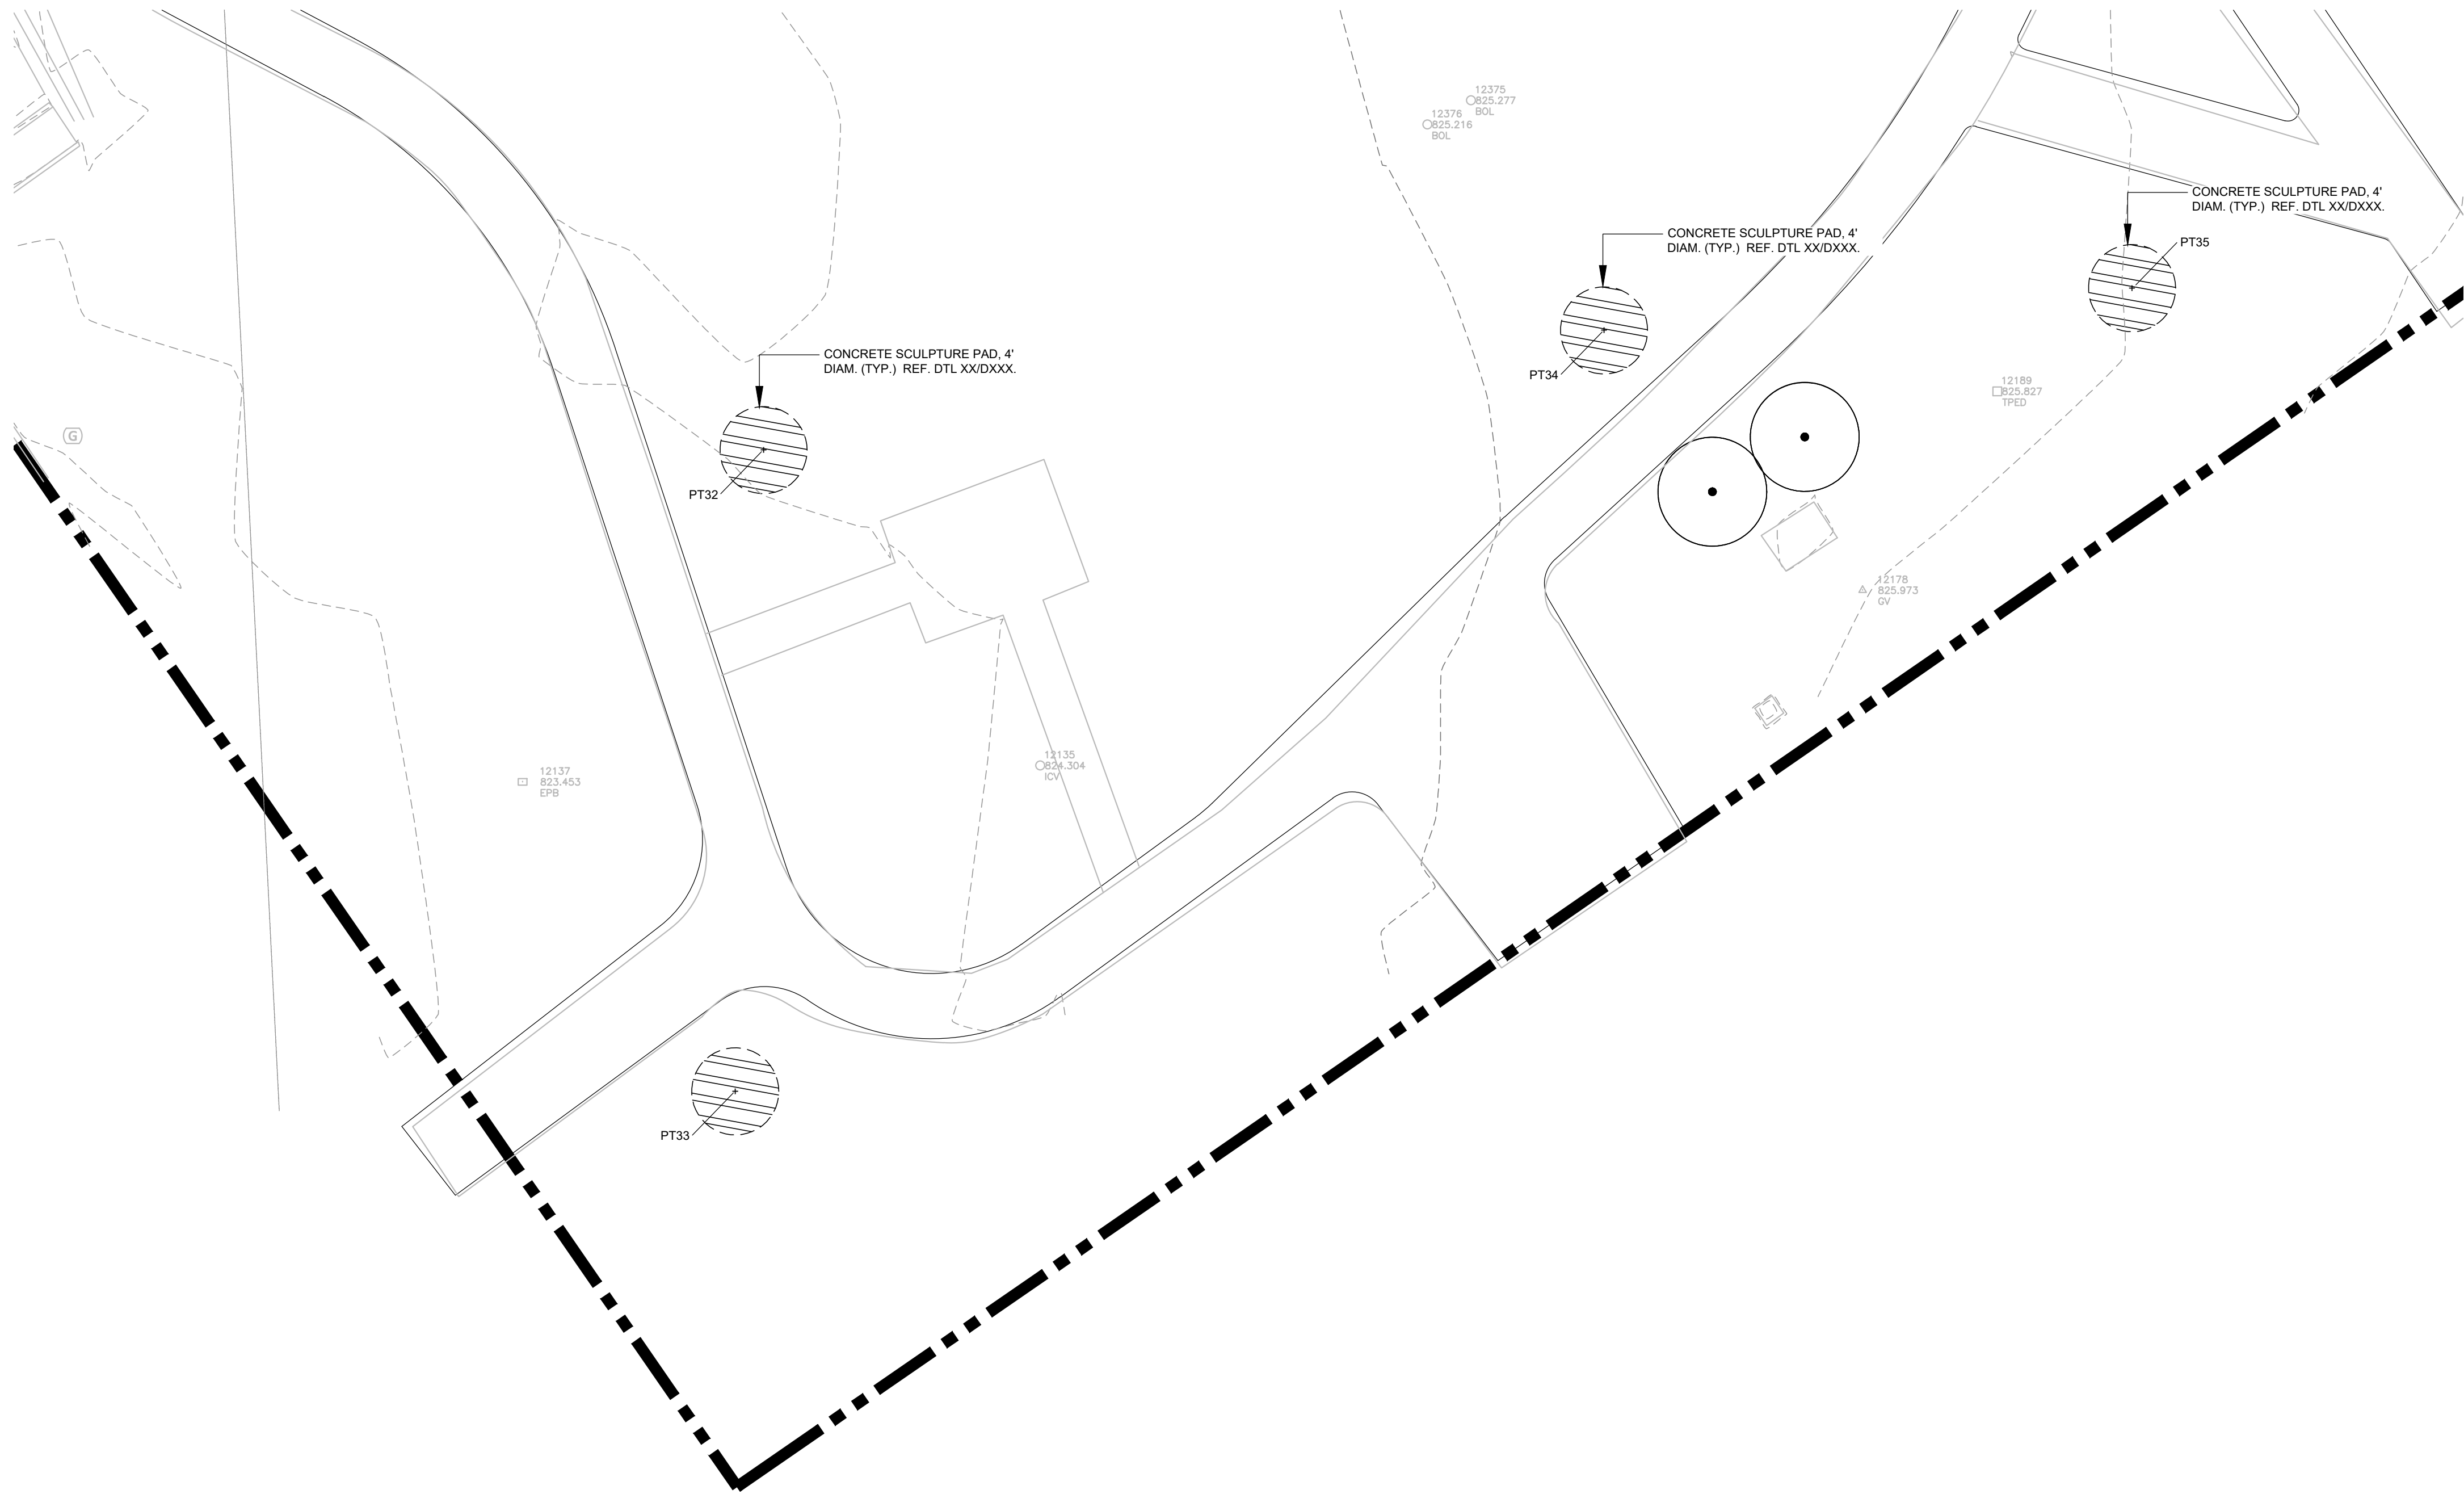 12375
825.277
BOL
12376
825.216
BOL
CONCRETE SCULPTURE PAD, 4'
DIAM. (TYP.)  REF. DTL XX/DXXX.
PT35
CONCRETE SCULPTURE PAD, 4'
DIAM. (TYP.)  REF. DTL XX/DXXX.
PT34
CONCRETE SCULPTURE PAD, 4'
DIAM. (TYP.)  REF. DTL XX/DXXX.
PT32
12189
825.827
TPED
G
12178
825.973
GV
12135
824.304
ICV
12137
823.453
EPB
PT33